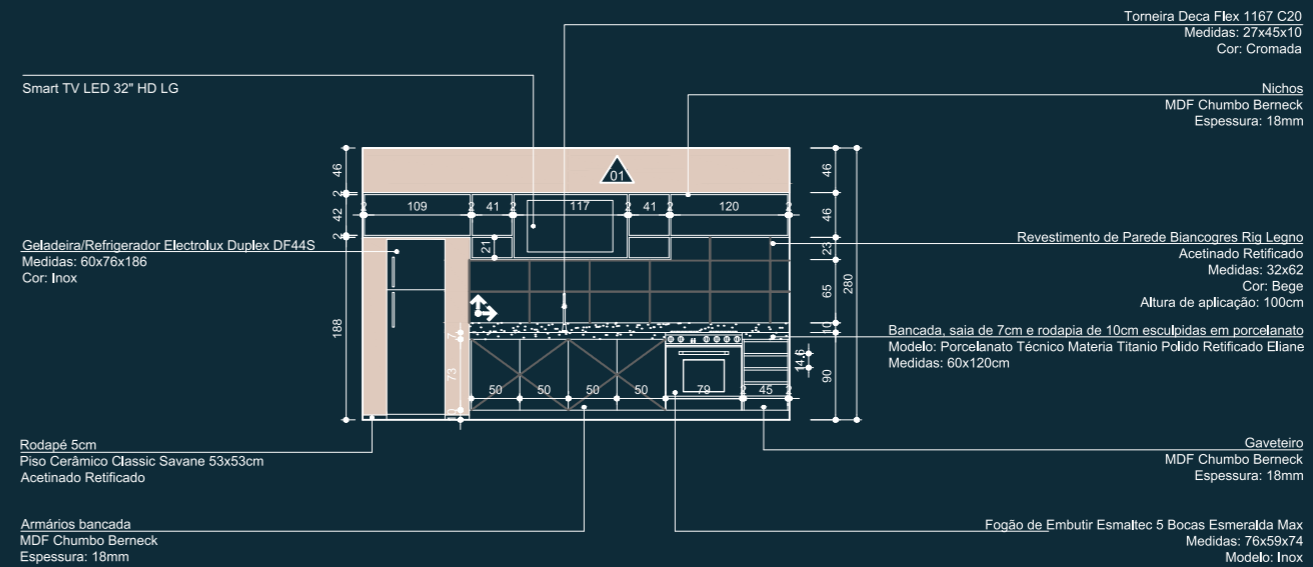 Torneira Deca Flex 1167 C20
Medidas: 27x45x10
Cor: Cromada
Smart TV LED 32" HD LG
Nichos
MDF Chumbo Berneck
Espessura: 18mm
01
46
2
42
2
188
2
109
2
41
2
117
2
41
2
120
2
21
46
46
23
65
10
90
280
Geladeira/Refrigerador Electrolux Duplex DF44S
Medidas: 60x76x186
Cor: Inox
Revestimento de Parede Biancogres Rig Legno
Acetinado Retificado
Medidas: 32x62
Cor: Bege
Altura de aplicação: 100cm
Bancada, saia de 7cm e rodapia de 10cm esculpidas em porcelanato
Modelo: Porcelanato Técnico Materia Titanio Polido Retificado Eliane
Medidas: 60x120cm
7
73
10
50
50
50
50
79
2
45
2
14,6
Rodapé 5cm
Piso Cerâmico Classic Savane 53x53cm
Acetinado Retificado
Gaveteiro
MDF Chumbo Berneck
Espessura: 18mm
Armários bancada
MDF Chumbo Berneck
Espessura: 18mm
Fogão de Embutir Esmaltec 5 Bocas Esmeralda Max
Medidas: 76x59x74
Modelo: Inox